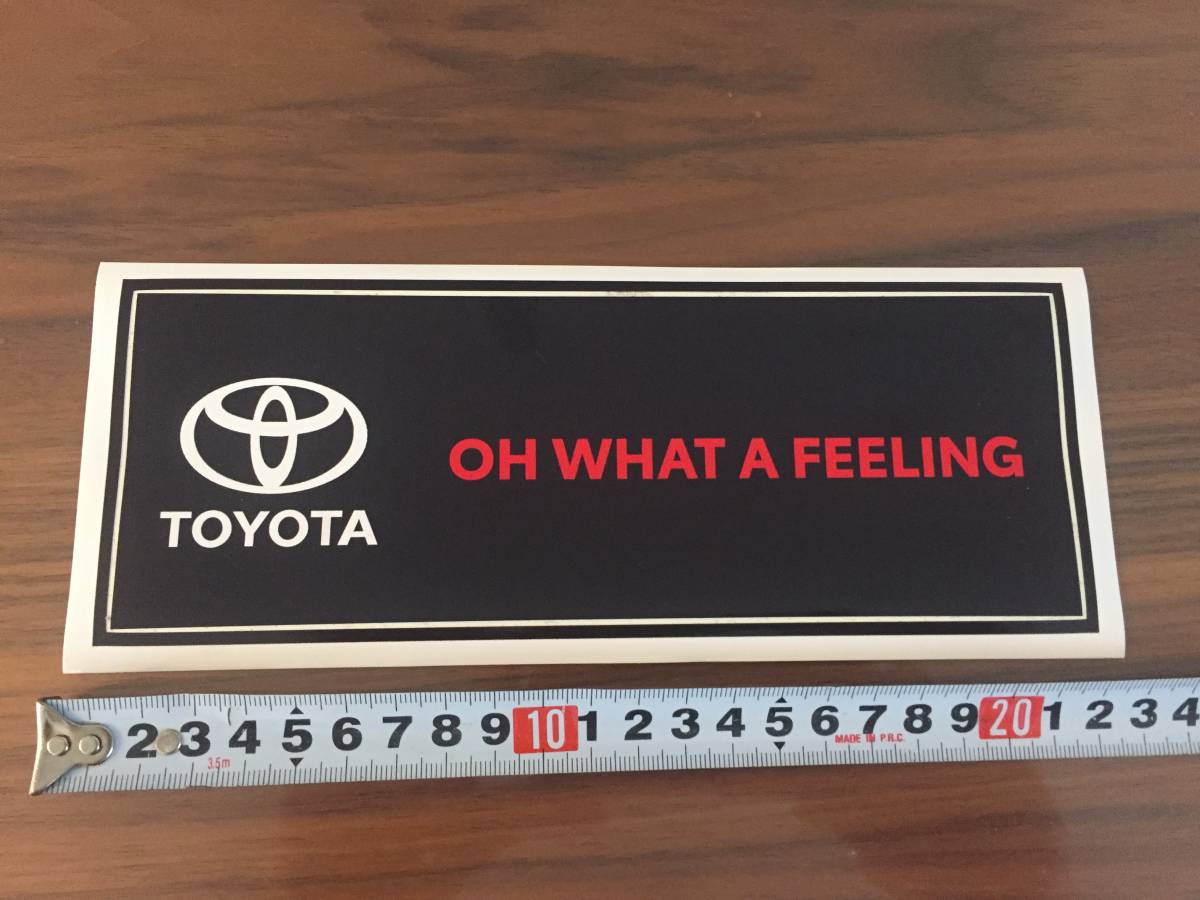 TOYOTA
OH WHAT A FEELING
2 3 4 5 6 7 8 9 10 1 2 3 4 5 6 7 8 9 20 1 2 3 4
3.5m
MADE IN P.R.C.